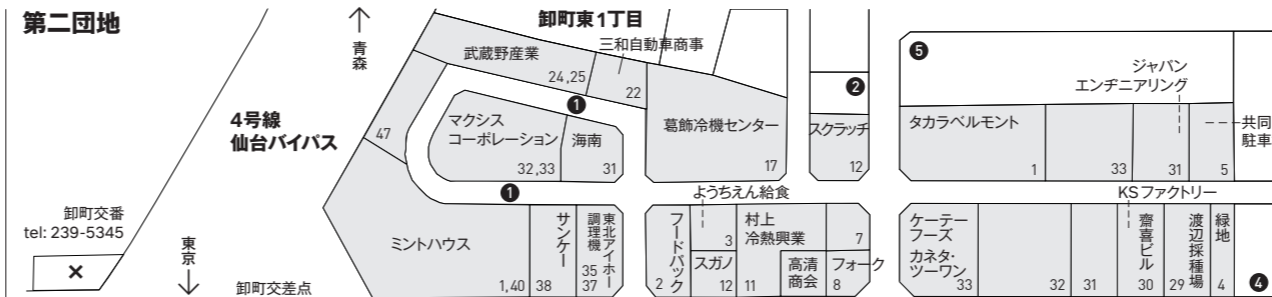 第二団地
青森
4号線
仙台バイパス
卸町交番
tel: 239-5345
東京
卸町交差点
卸町東1丁目
武蔵野産業
24,25
三和自動車商事
22
47
1
マクシス
コーポレーション
32,33
海南
31
葛飾冷機センター
17
2
スクラッチ
12
5
ジャパン
エンヂニアリング
タカラベルモント
1
33
31
5
共同
駐車
1
ミントハウス
1,40
サンケー
38
東北アイホー
調理機
35
37
ようちえん給食
フードパック
2
3
スガノ
12
村上
冷熱興業
11
高清
商会
7
フォーク
8
KSファクトリー
ケーテー
フーズ
カネタ・
ツーワン
33
32
31
齋喜ビル
30
渡辺採種場
29
緑地
4
4